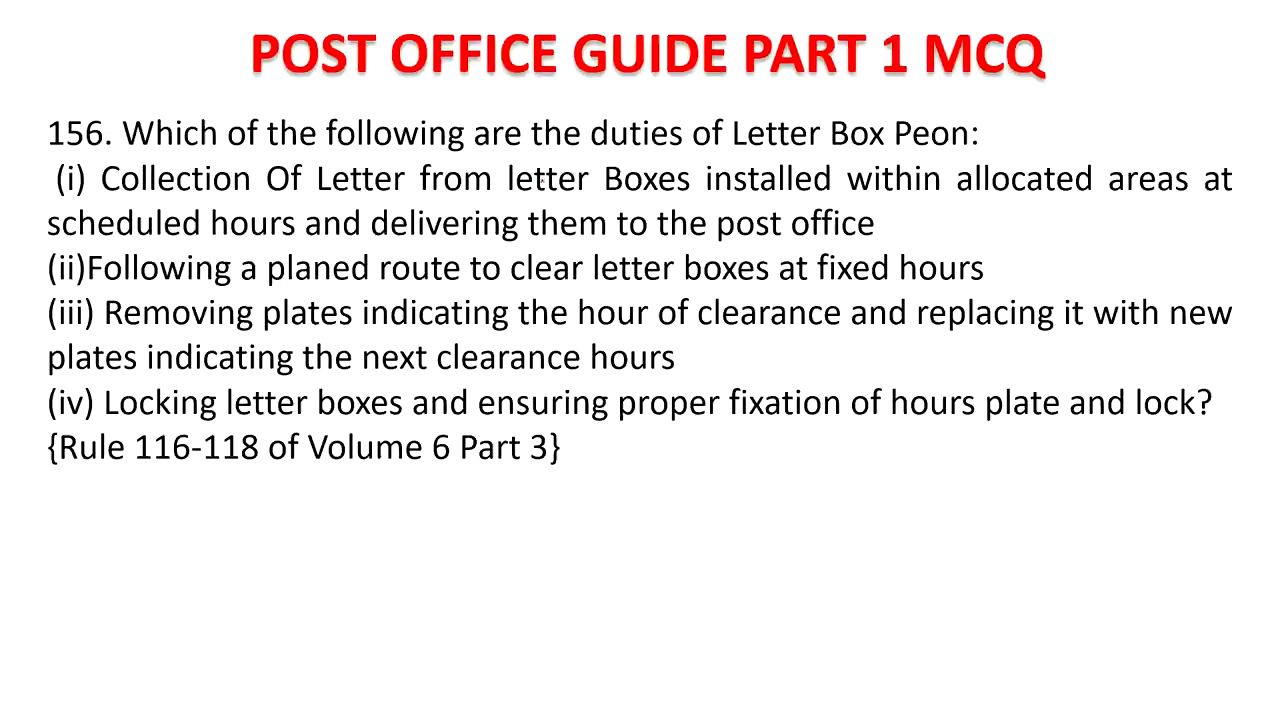 POST OFFICE GUIDE PART 1 MCQ
156. Which of the following are the duties of Letter Box Peon:
(i) Collection Of Letter from letter Boxes installed within allocated areas at
scheduled hours and delivering them to the post office
(ii)Following a planed route to clear letter boxes at fixed hours
(iii) Removing plates indicating the hour of clearance and replacing it with new
plates indicating the next clearance hours
(iv) Locking letter boxes and ensuring proper fixation of hours plate and lock?
{Rule 116-118 of Volume 6 Part 3}